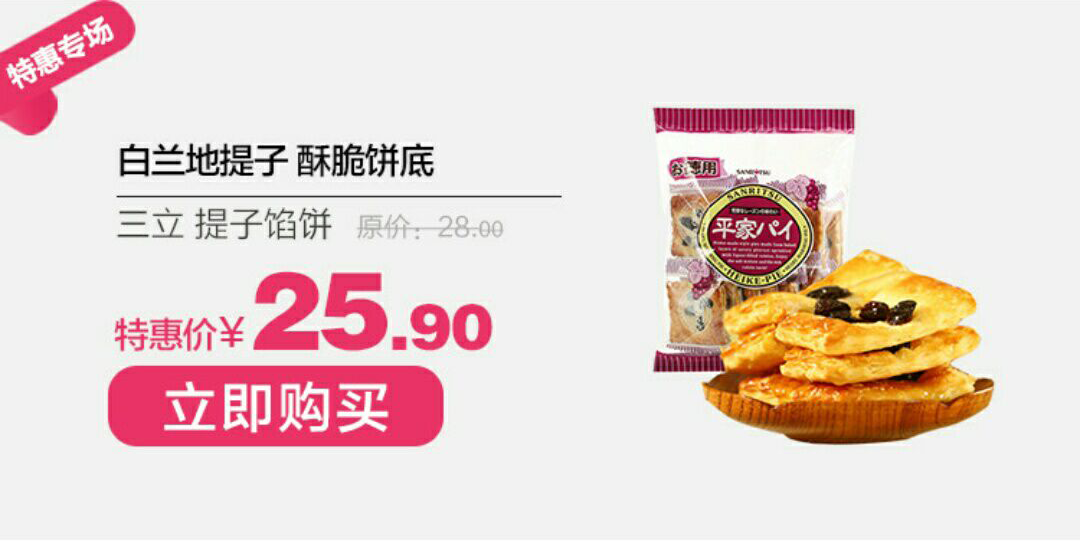 特惠专场
白兰地提子 酥脆饼底
三立 提子馅饼 原价：28.00
特惠价¥25.90
立即购买
お徳用
SANRITSU
SANRITSU
平家パイ
HEIKE-PIE